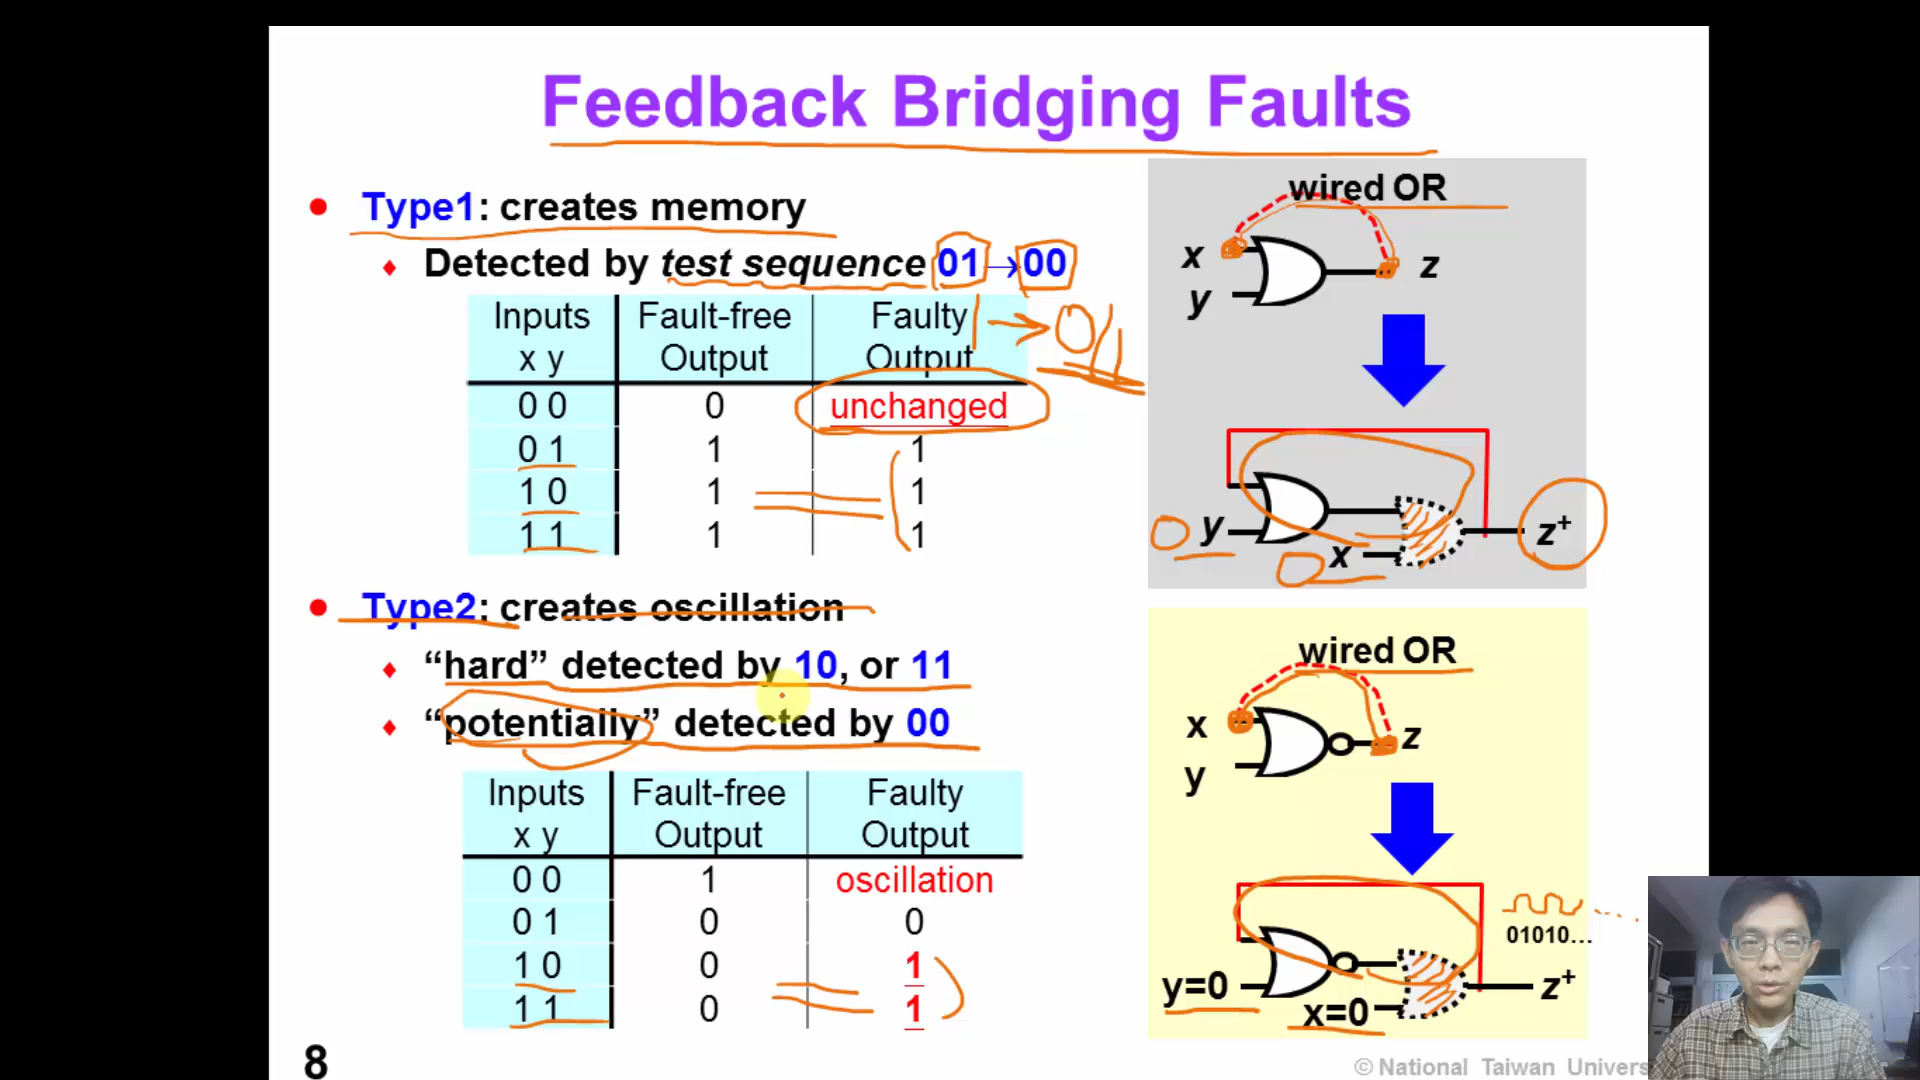 Feedback Bridging Faults
• Type1: creates memory
♦ Detected by test sequence 01→00
Inputs Fault-free Faulty
x y Output Output
0 0 0 unchanged
0 1 1 1
1 0 1 1
1 1 1 1
→ 0/1
• Type2: creates oscillation
♦ “hard” detected by 10, or 11
♦ “potentially” detected by 00
Inputs Fault-free Faulty
x y Output Output
0 0 1 oscillation
0 1 0 0
1 0 0 1
1 1 0 1
wired OR
x
z
y
0 y
z+
0 x
wired OR
x
z
y
01010...
y=0
z+
x=0
8
© National Taiwan Univers